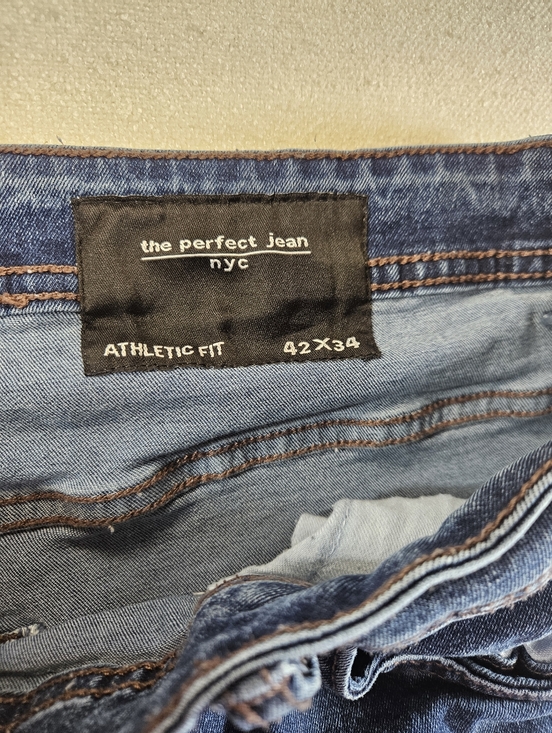 the perfect jean
nyc
ATHLETIC FIT 42X34